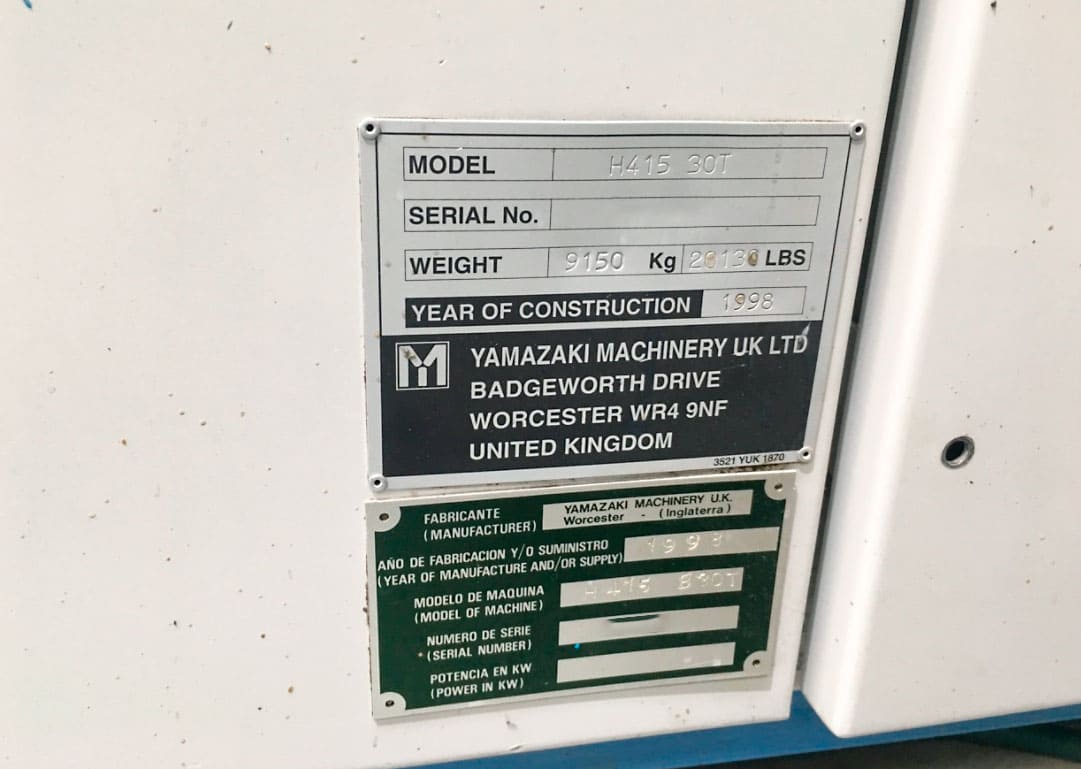 MODEL H415 30T
SERIAL No.
WEIGHT 9150 Kg 20130 LBS
YEAR OF CONSTRUCTION 1998
YAMAZAKI MACHINERY UK LTD
BADGEWORTH DRIVE
WORCESTER WR4 9NF
UNITED KINGDOM
3521 YUK 1870
FABRICANTE
(MANUFACTURER)
YAMAZAKI MACHINERY U.K.
Worcester - (Inglaterra)
AÑO DE FABRICACION Y/O SUMINISTRO
(YEAR OF MANUFACTURE AND/OR SUPPLY)
1998
MODELO DE MAQUINA
(MODEL OF MACHINE)
H415
NUMERO DE SERIE
(SERIAL NUMBER)
POTENCIA EN KW
(POWER IN KW)